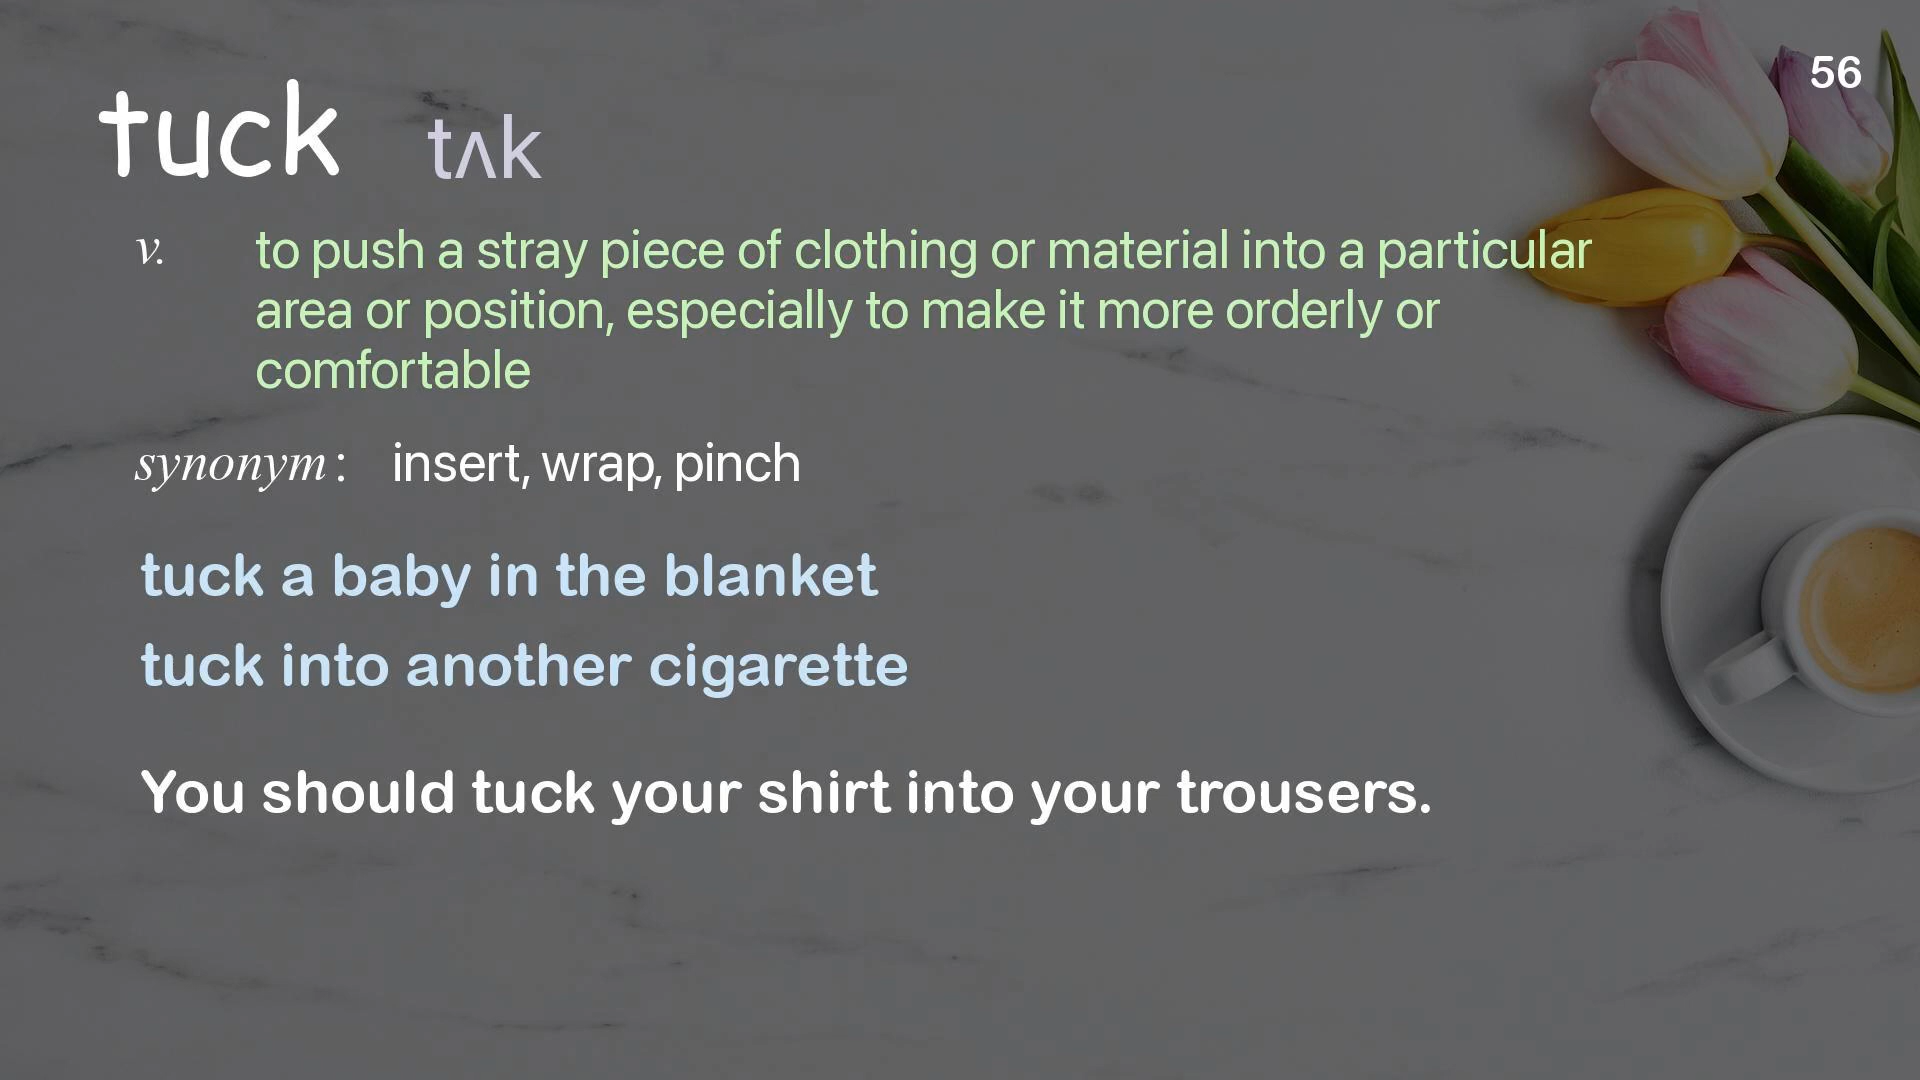 56
tuck tʌk
v. to push a stray piece of clothing or material into a particular
area or position, especially to make it more orderly or
comfortable
synonym : insert, wrap, pinch
tuck a baby in the blanket
tuck into another cigarette
You should tuck your shirt into your trousers.